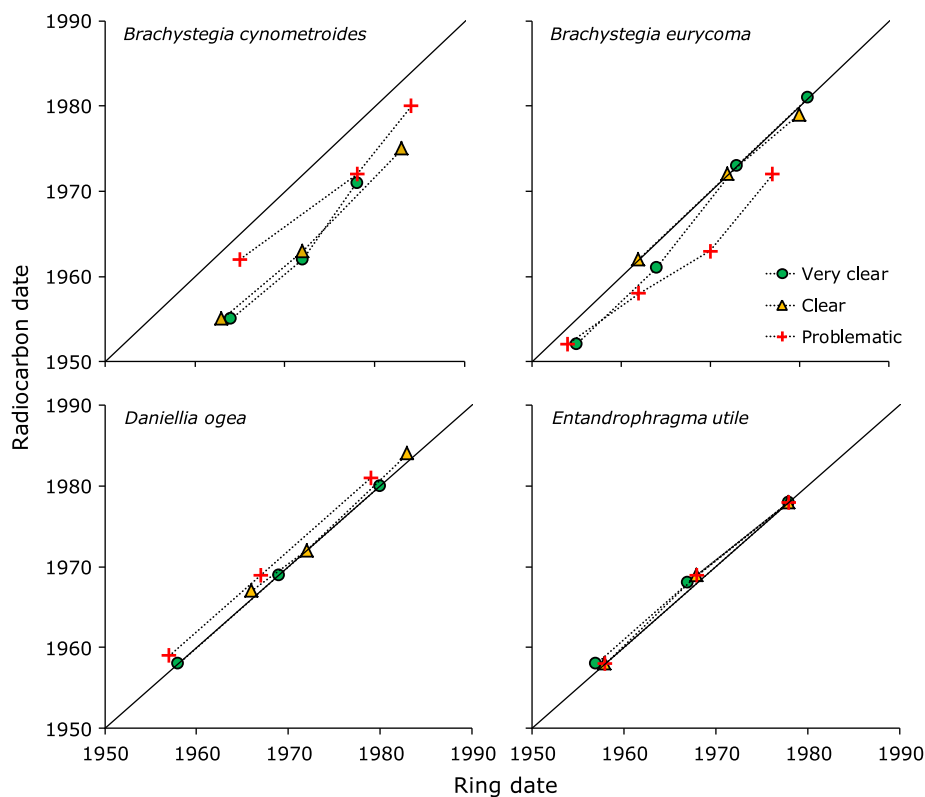 1990
Brachystegia cynometroides
Brachystegia eurycoma
1980
1970
1960
1950
Very clear
Clear
Problematic
Radiocarbon date
1990
Daniellia ogea
Entandrophragma utile
1980
1970
1960
1950
1950 1960 1970 1980 1990
1950 1960 1970 1980 1990
Ring date